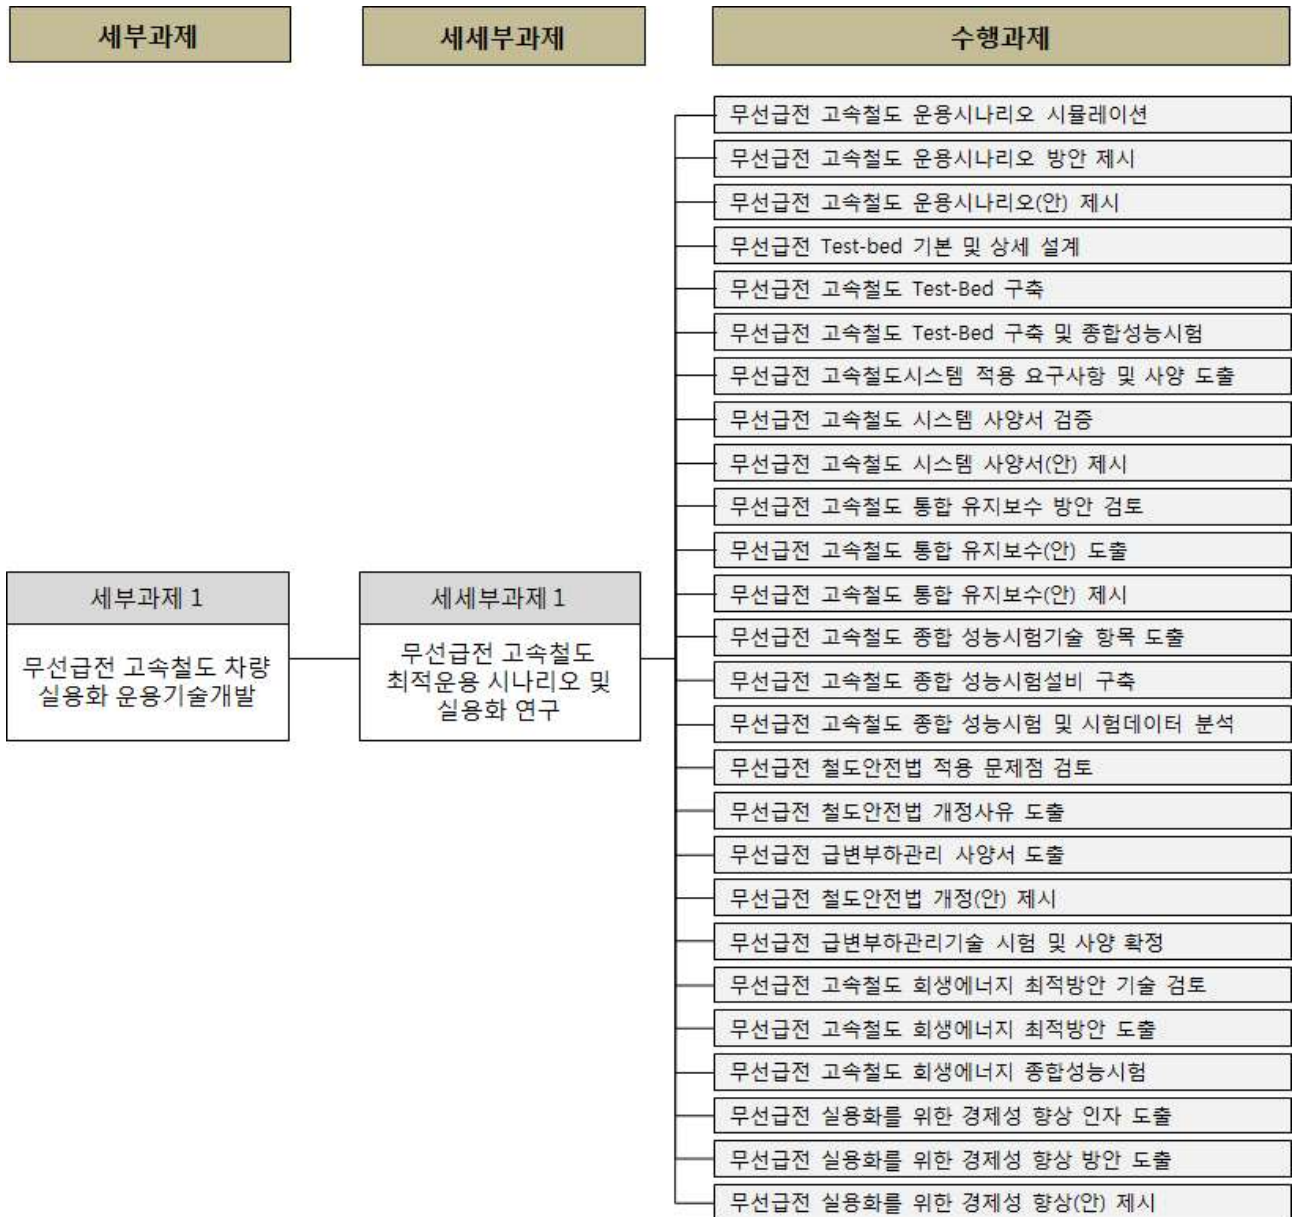 세부과제
세세부과제
수행과제
세부과제 1
무선급전 고속철도 차량
실용화 운용기술개발
세세부과제 1
무선급전 고속철도
최적운용 시나리오 및
실용화 연구
무선급전 고속철도 운용시나리오 시뮬레이션
무선급전 고속철도 운용시나리오 방안 제시
무선급전 고속철도 운용시나리오(안) 제시
무선급전 Test-bed 기본 및 상세 설계
무선급전 고속철도 Test-Bed 구축
무선급전 고속철도 Test-Bed 구축 및 종합성능시험
무선급전 고속철도시스템 적용 요구사항 및 사양 도출
무선급전 고속철도 시스템 사양서 검증
무선급전 고속철도 시스템 사양서(안) 제시
무선급전 고속철도 통합 유지보수 방안 검토
무선급전 고속철도 통합 유지보수(안) 도출
무선급전 고속철도 통합 유지보수(안) 제시
무선급전 고속철도 종합 성능시험기술 항목 도출
무선급전 고속철도 종합 성능시험설비 구축
무선급전 고속철도 종합 성능시험 및 시험데이터 분석
무선급전 철도안전법 적용 문제점 검토
무선급전 철도안전법 개정사유 도출
무선급전 급변부하관리 사양서 도출
무선급전 철도안전법 개정(안) 제시
무선급전 급변부하관리기술 시험 및 사양 확정
무선급전 고속철도 회생에너지 최적방안 기술 검토
무선급전 고속철도 회생에너지 최적방안 도출
무선급전 고속철도 회생에너지 종합성능시험
무선급전 실용화를 위한 경제성 향상 인자 도출
무선급전 실용화를 위한 경제성 향상 방안 도출
무선급전 실용화를 위한 경제성 향상(안) 제시